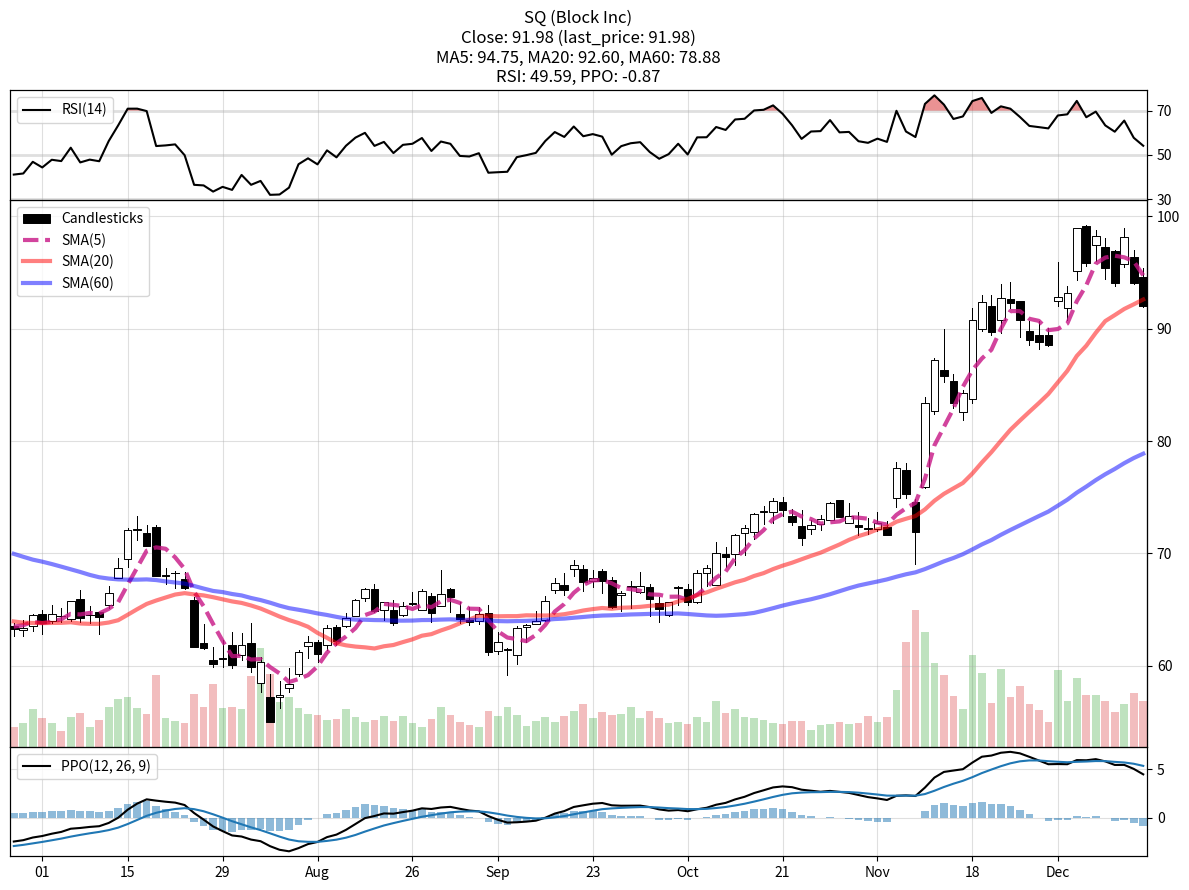 SQ (Block Inc)
Close: 91.98 (last_price: 91.98)
MA5: 94.75, MA20: 92.60, MA60: 78.88
RSI: 49.59, PPO: -0.87
RSI(14)
70
50
30
Candlesticks
SMA(5)
SMA(20)
SMA(60)
100
90
80
70
60
PPO(12, 26, 9)
5
0
01 15 29 Aug 26 Sep 23 Oct 21 Nov 18 Dec